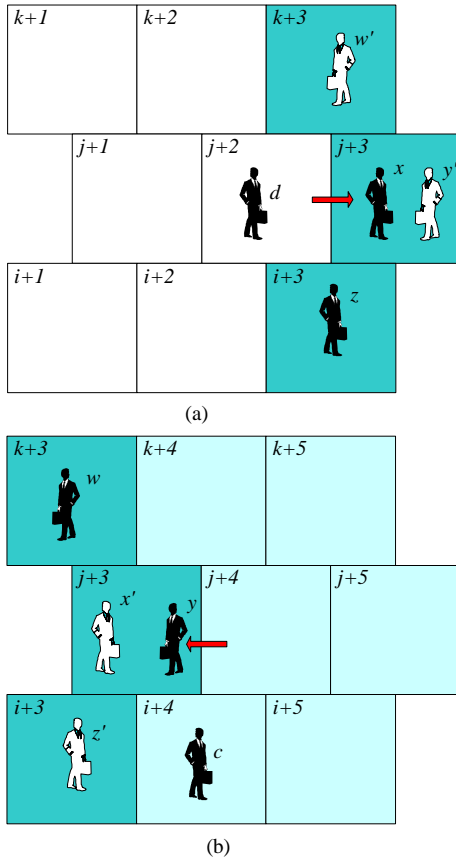 k+1 k+2 k+3
w'
j+1 j+2 j+3
d x y'
i+1 i+2 i+3
z
(a)
k+3 k+4 k+5
w
j+3 j+4 j+5
x' y
i+3 i+4 i+5
z' c
(b)